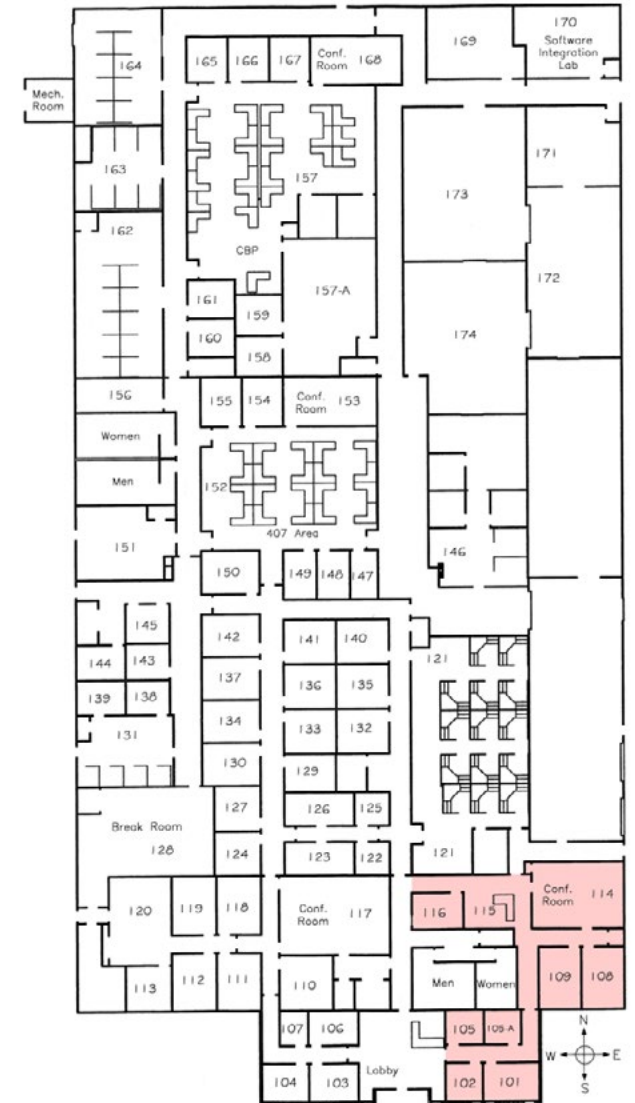 170
169
Software
Integration
Lab
164
165
166
167
Conf.
Room
168
Mech.
Room
163
157
171
173
162
CBP
172
157-A
161
159
160
174
158
156
155
154
Conf.
Room
153
Women
Men
152
407 Area
151
146
150
149
148
147
145
142
141
140
121
144
143
137
136
135
139
138
134
133
132
131
130
129
127
126
125
Break Room
128
124
123
122
121
120
119
118
Conf.
Room
117
116
115
Conf.
Room
114
113
112
111
110
Men
Women
109
108
107
106
105
105-A
N
W
E
S
Lobby
104
103
102
101